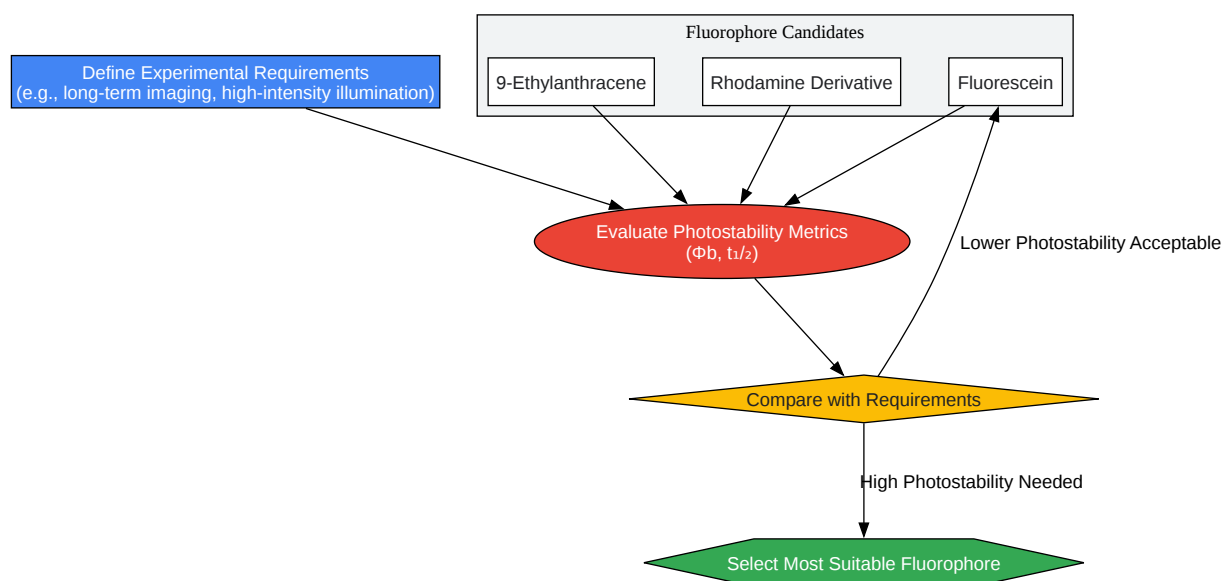 Fluorophore Candidates
Define Experimental Requirements
(e.g., long-term imaging, high-intensity illumination)
9-Ethylanthracene
Rhodamine Derivative
Fluorescein
Evaluate Photostability Metrics
(Φb, t₁/₂)
Lower Photostability Acceptable
Compare with Requirements
High Photostability Needed
Select Most Suitable Fluorophore